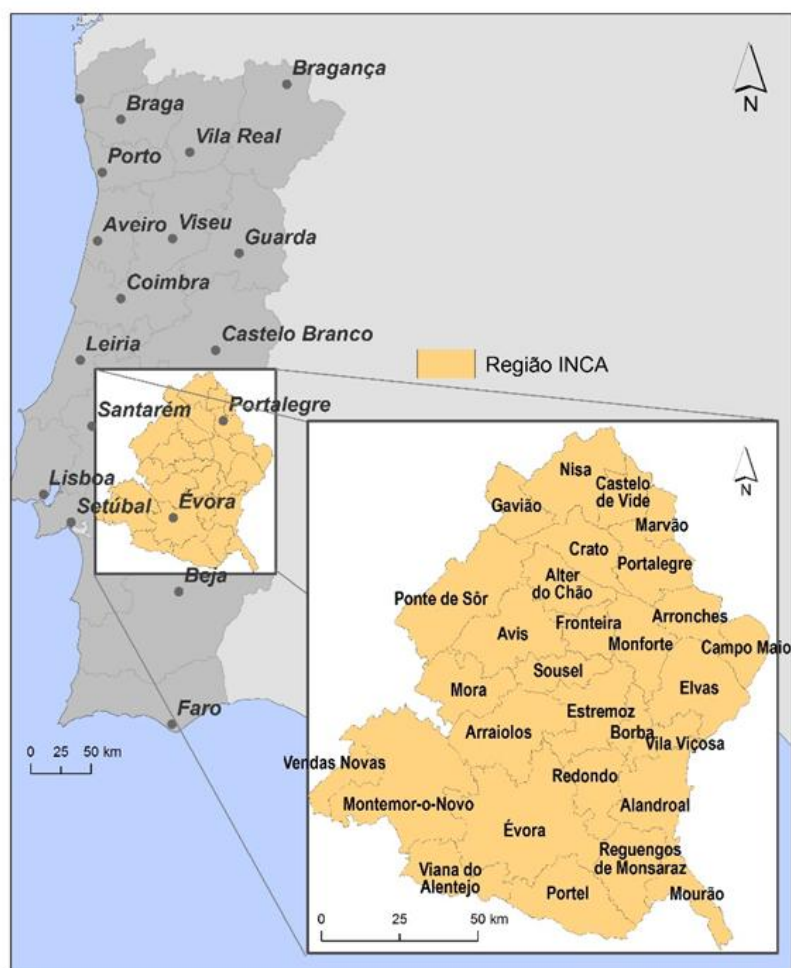 Bragança
N
Braga
Vila Real
Porto
Aveiro
Viseu
Guarda
Coimbra
Castelo Branco
Leiria
Região INCA
Santarém
Portalegre
Lisboa
Évora
Setúbal
Beja
Faro
0 25 50 km
N
Nisa
Castelo
de Vide
Gavião
Marvão
Crato
Portalegre
Alter
do Chão
Ponte de Sôr
Arronches
Fronteira
Avis
Monforte
Campo Maio
Sousel
Mora
Elvas
Estremoz
Arraiolos
Borba
Vila Viçosa
Vendas Novas
Redondo
Montemor-o-Novo
Alandroal
Évora
Reguengos
de Monsaraz
Viana do
Alentejo
Portel
Mourão
0 25 50 km